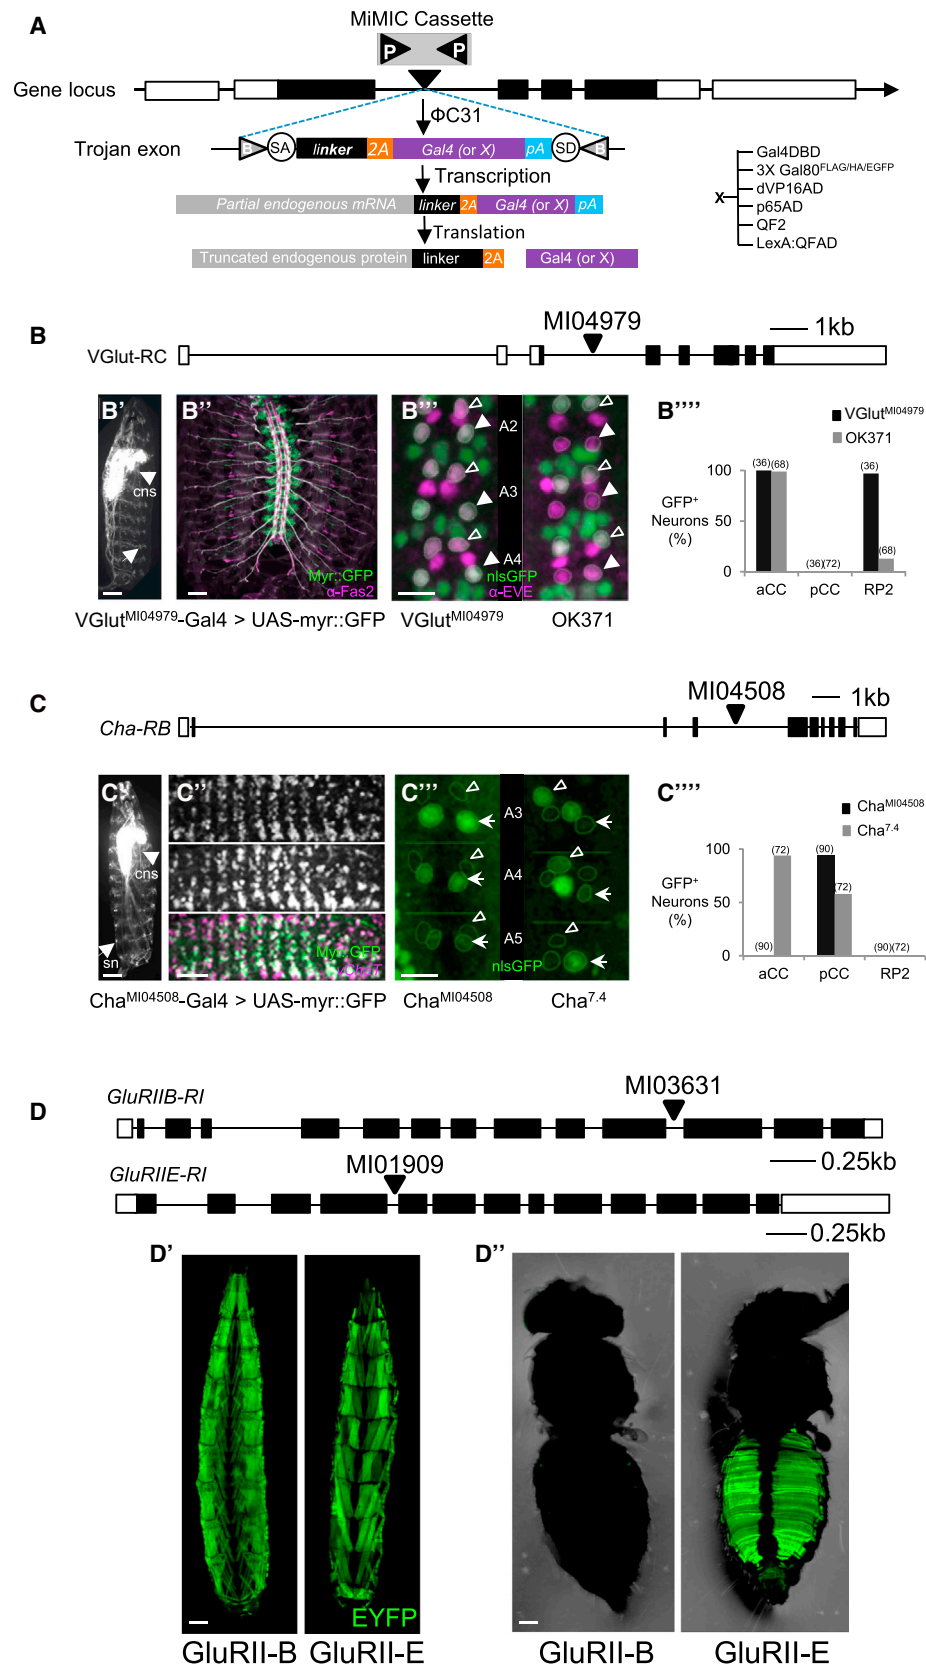 A
MiMIC Cassette
P P
Gene locus
ΦC31
Trojan exon
B SA linker 2A Gal4 (or X) pA SD B
Transcription
Partial endogenous mRNA linker 2A Gal4 (or X) pA
Translation
Truncated endogenous protein linker 2A Gal4 (or X)
X
Gal4DBD
3X Gal80FLAG/HA/EGFP
dVP16AD
p65AD
QF2
LexA:QFAD
B
MI04979
1kb
VGlut-RC
B'
cns
B''
Myr::GFP
α-Fas2
VGlutMI04979-Gal4 > UAS-myr::GFP
B'''
A2
A3
A4
nlsGFP
α-EVE
VGlutMI04979 OK371
B''''
VGlutMI04979
OK371
GFP+
Neurons
(%)
100
50
0
(36)(68)
(36)(72)
(36)
(68)
aCC pCC RP2
C
MI04508
1kb
Cha-RB
C'
cns
sn
C''
Myr::GFP
ChaMI04508-Gal4 > UAS-myr::GFP
C'''
A3
A4
A5
nlsGFP
ChaMI04508 Cha7.4
C''''
ChaMI04508
Cha7.4
GFP+
Neurons
(%)
100
50
0
(90)
(72)
(90)
(72)
(90)(72)
aCC pCC RP2
D
GluRIIB-RI
MI03631
0.25kb
GluRIIE-RI
MI01909
0.25kb
D'
EYFP
GluRII-B GluRII-E
D''
GluRII-B GluRII-E